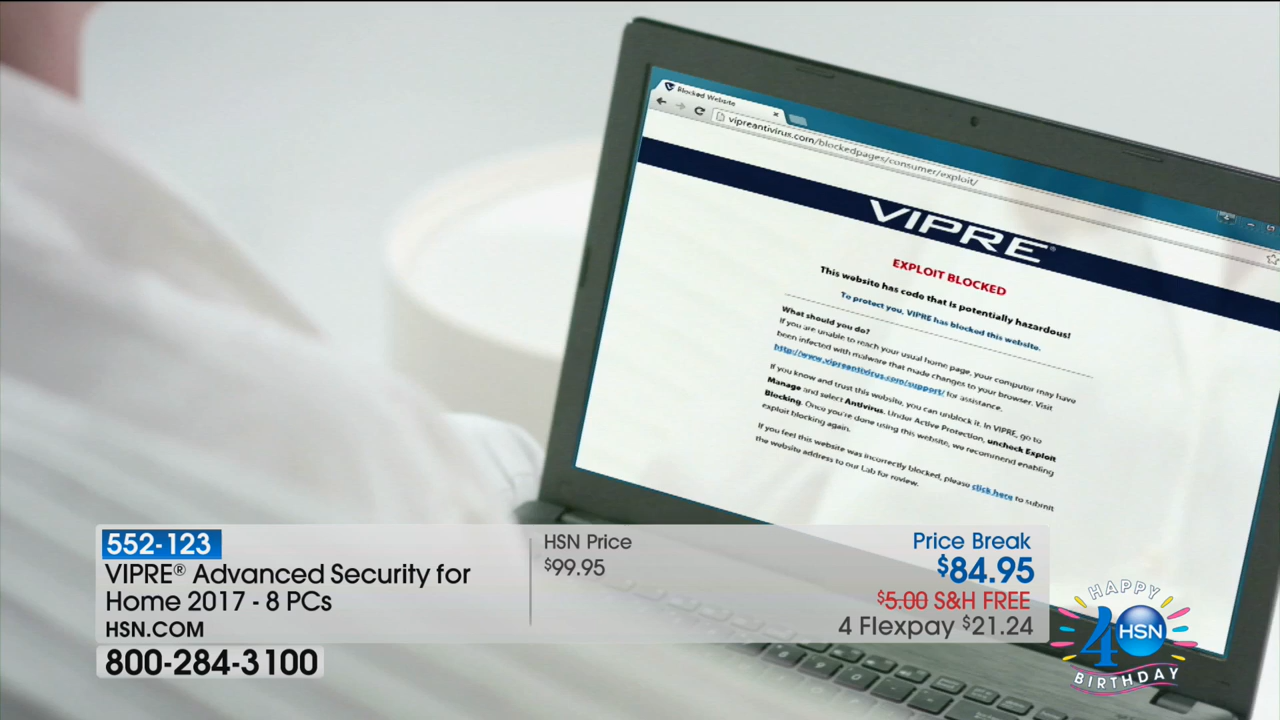 Blocked Website
vipreantivirus.com/blockedpages/consumer/exploit/
VIPRE®
EXPLOIT BLOCKED
This website has code that is potentially hazardous!
To protect you, VIPRE has blocked this website.
What should you do?
If you are unable to reach your usual home page, your computer may have
been infected with malware that made changes to your browser. Visit
http://www.vipreantivirus.com/support/ for assistance.
If you know and trust this website, you can unblock it. In VIPRE, go to
Manage and select Antivirus. Under Active Protection, uncheck Exploit
Blocking. Once you're done using this website, we recommend enabling
exploit blocking again.
If you feel this website was incorrectly blocked, please click here to submit
the website address to our Lab for review.
552-123
VIPRE® Advanced Security for
Home 2017 - 8 PCs
HSN.COM
800-284-3100
HSN Price
$99.95
Price Break
$84.95
$5.00 S&H FREE
4 Flexpay $21.24
HAPPY
40 HSN
BIRTHDAY